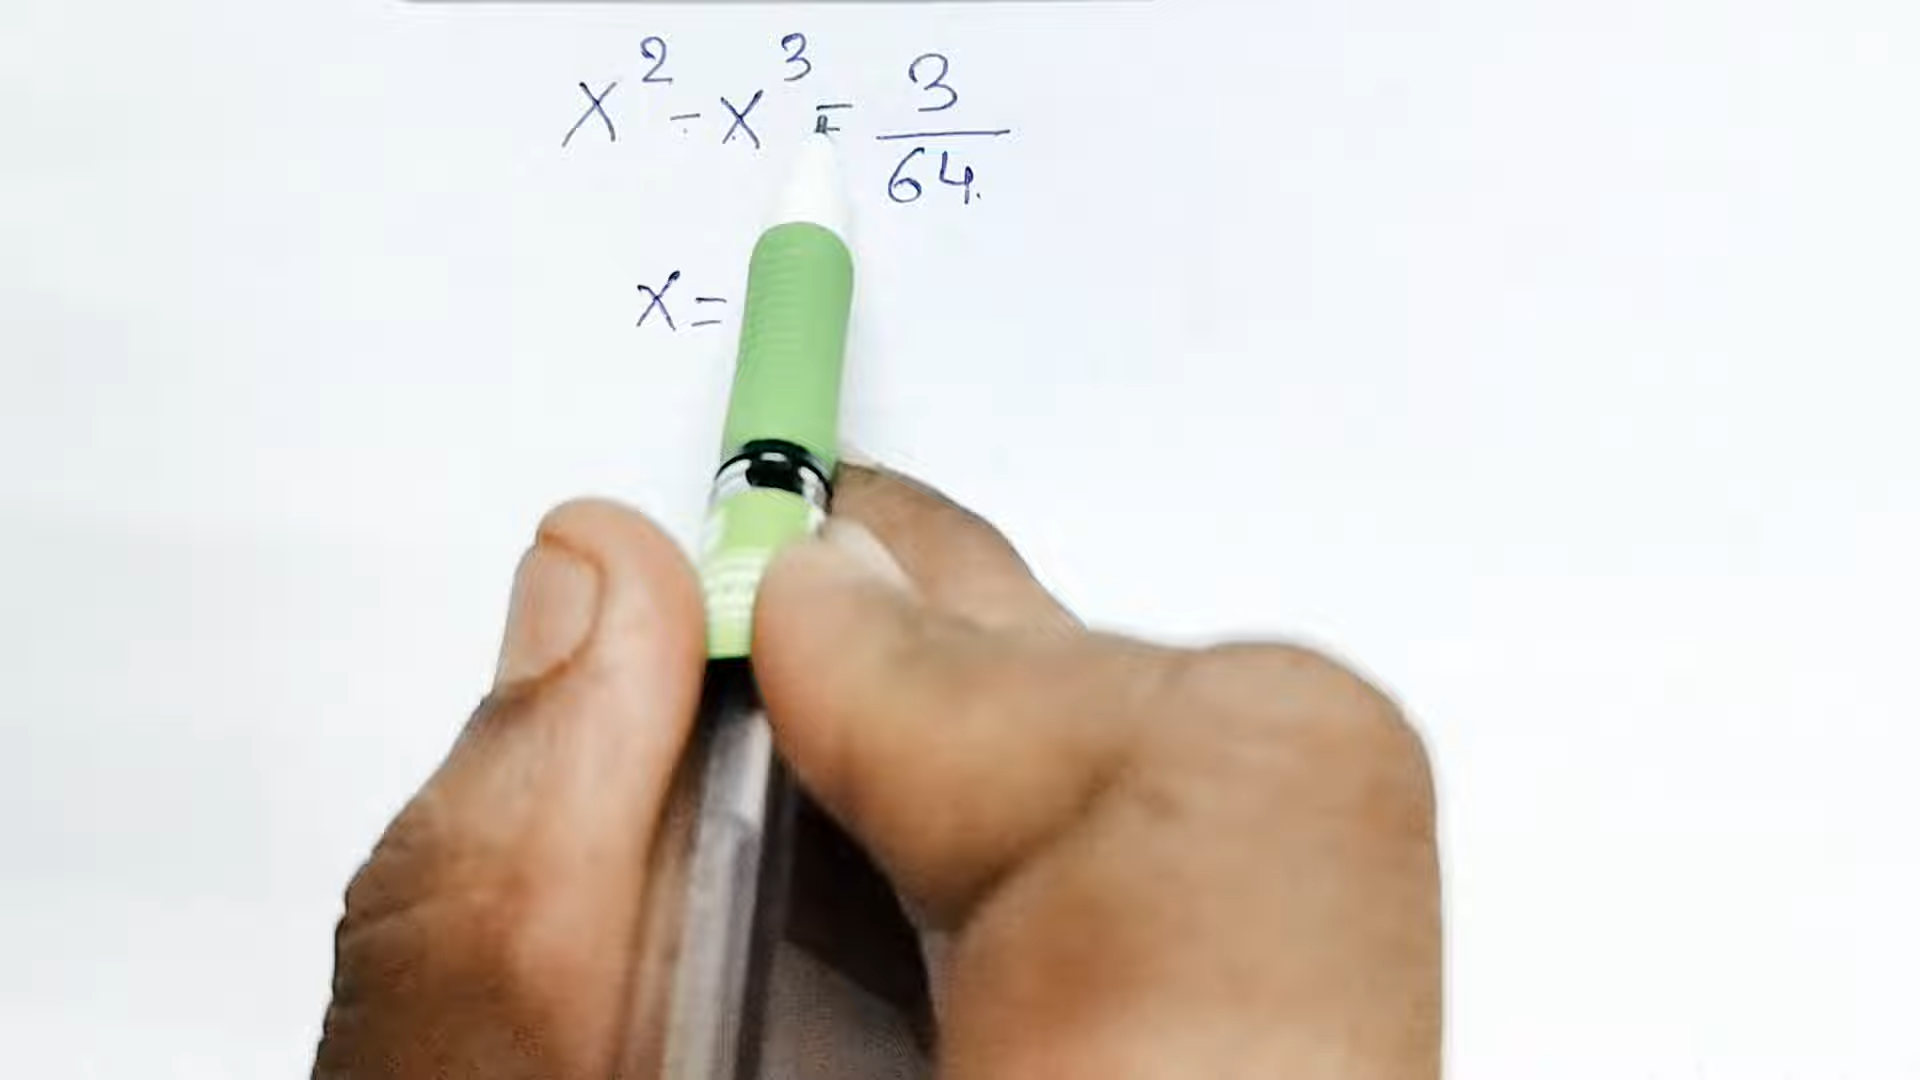 x² - x³ = 3/64.
x =